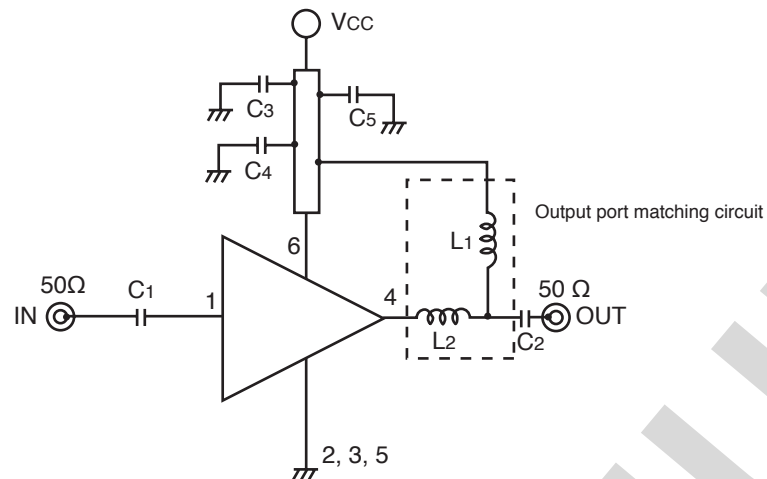 VCC
C3
C5
C4
Output port matching circuit
L1
6
50Ω
C1
1
4
50 Ω
IN
OUT
L2
C2
2, 3, 5